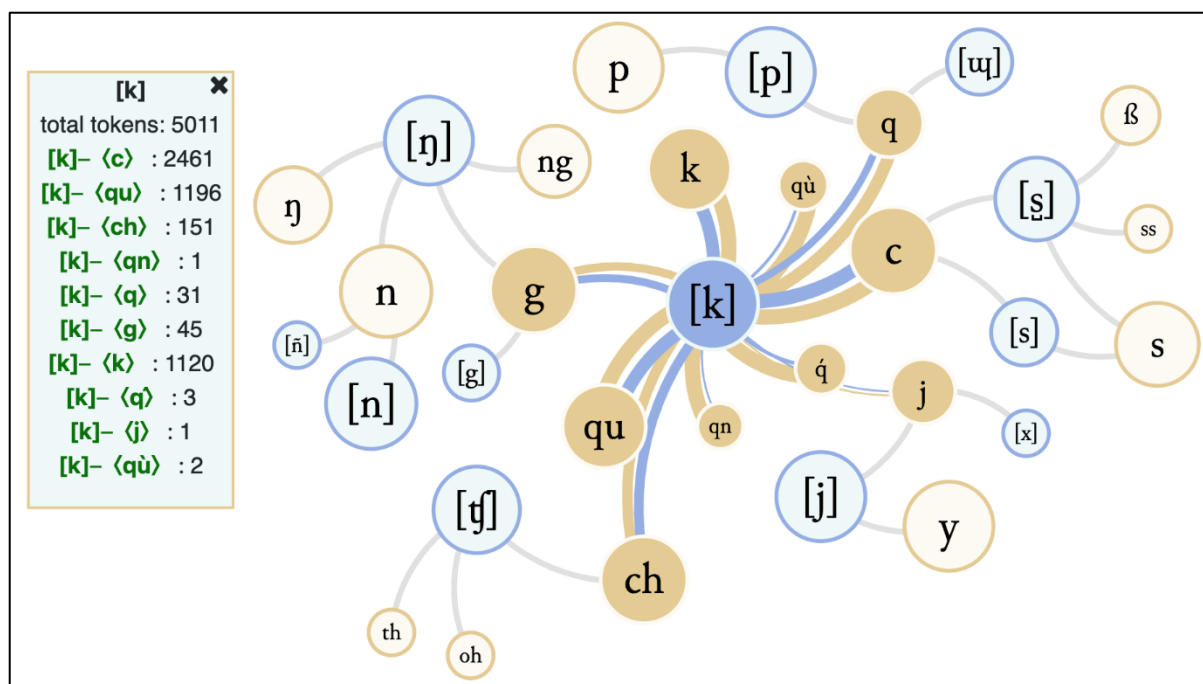 [k] ✖
total tokens: 5011
[k]– ⟨c⟩ : 2461
[k]– ⟨qu⟩ : 1196
[k]– ⟨ch⟩ : 151
[k]– ⟨qn⟩ : 1
[k]– ⟨q⟩ : 31
[k]– ⟨g⟩ : 45
[k]– ⟨k⟩ : 1120
[k]– ⟨q́⟩ : 3
[k]– ⟨j⟩ : 1
[k]– ⟨qù⟩ : 2
p
[p]
[ɰ]
q
ß
[ŋ]
ng
k
qù
ŋ
[s̻]
ss
c
n
g
[k]
[ñ]
[g]
[s]
s
[n]
q́
j
qu
qn
[x]
[ʧ]
[j]
y
ch
th
oh